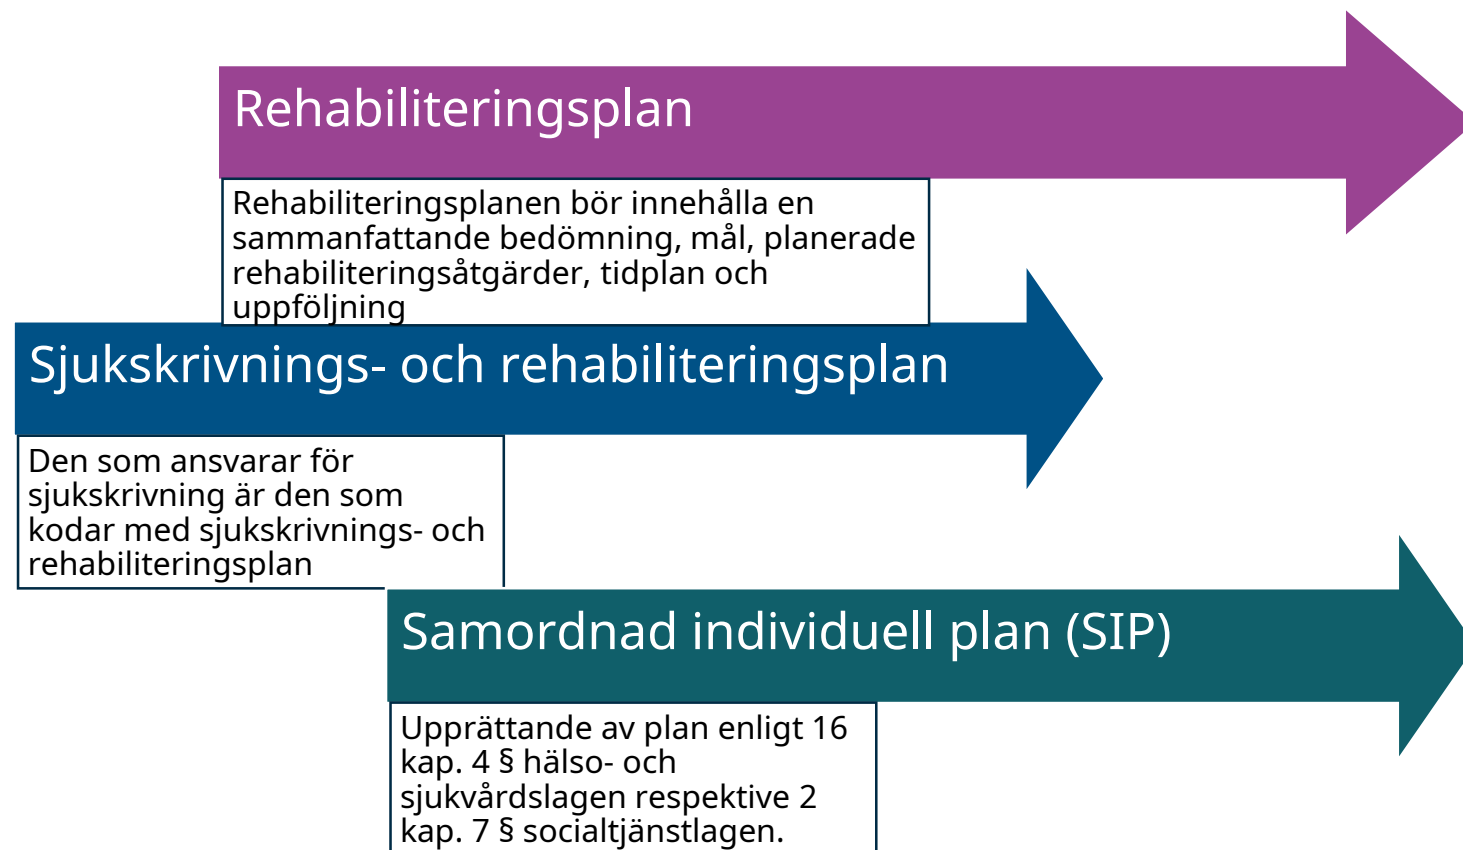 Rehabiliteringsplan
Rehabiliteringsplanen bör innehålla en
sammanfattande bedömning, mål, planerade
rehabiliteringsåtgärder, tidplan och
uppföljning
Sjukskrivnings- och rehabiliteringsplan
Den som ansvarar för
sjukskrivning är den som
kodar med sjukskrivnings- och
rehabiliteringsplan
Samordnad individuell plan (SIP)
Upprättande av plan enligt 16
kap. 4 § hälso- och
sjukvårdslagen respektive 2
kap. 7 § socialtjänstlagen.